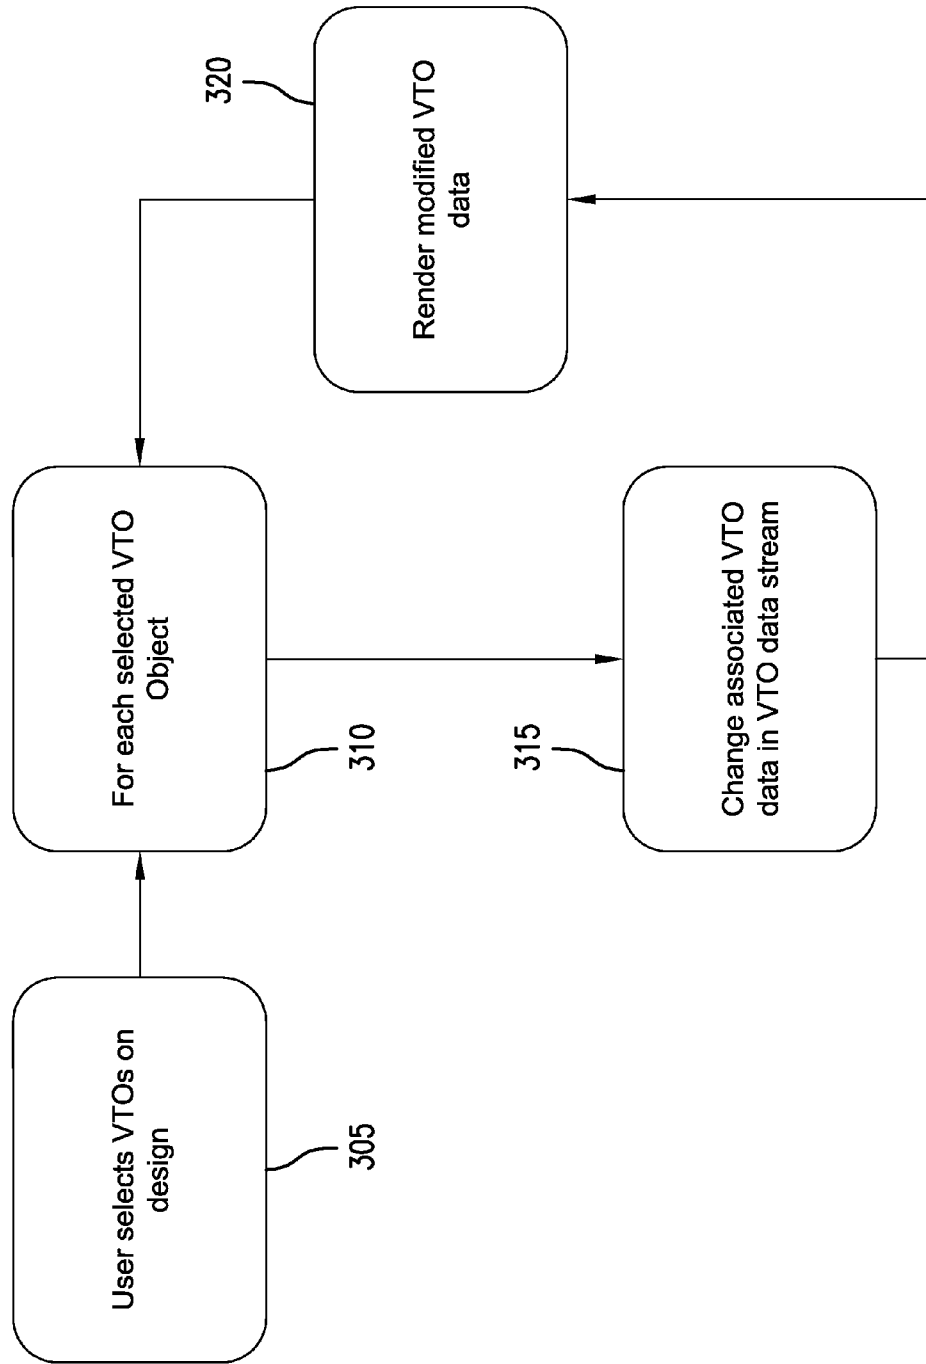 User selects VTOs on
design
305
For each selected VTO
Object
310
Change associated VTO
data in VTO data stream
315
Render modified VTO
data
320